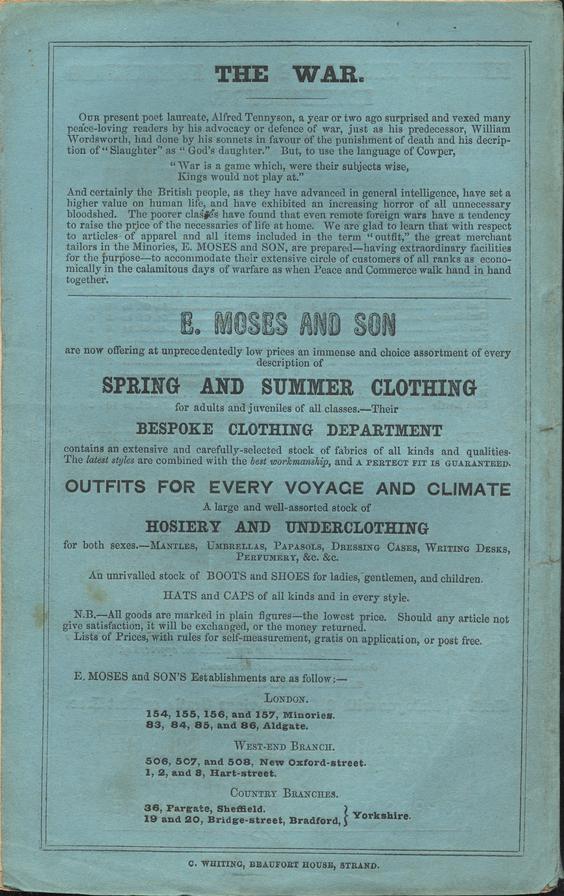 THE WAR.
OUR present poet laureate, Alfred Tennyson, a year or two ago surprised and vexed many
peace-loving readers by his advocacy or defence of war, just as his predecessor, William
Wordsworth, had done by his sonnets in favour of the punishment of death and his decrip-
tion of "Slaughter" as "God's daughter." But, to use the language of Cowper,
"War is a game which, were their subjects wise,
Kings would not play at."
And certainly the British people, as they have advanced in general intelligence, have set a
higher value on human life, and have exhibited an increasing horror of all unnecessary
bloodshed. The poorer classes have found that even remote foreign wars have a tendency
to raise the price of the necessaries of life at home. We are glad to learn that with respect
to articles of apparel and all items included in the term "outfit," the great merchant
tailors in the Minories, E. MOSES and SON, are prepared—having extraordinary facilities
for the purpose—to accommodate their extensive circle of customers of all ranks as econo-
mically in the calamitous days of warfare as when Peace and Commerce walk hand in hand
together.
E. MOSES AND SON
are now offering at unprecedentedly low prices an immense and choice assortment of every
description of
SPRING AND SUMMER CLOTHING
for adults and juveniles of all classes.—Their
BESPOKE CLOTHING DEPARTMENT
contains an extensive and carefully-selected stock of fabrics of all kinds and qualities.
The latest styles are combined with the best workmanship, and A PERFECT FIT IS GUARANTEED.
OUTFITS FOR EVERY VOYAGE AND CLIMATE
A large and well-assorted stock of
HOSIERY AND UNDERCLOTHING
for both sexes.—MANTLES, UMBRELLAS, PAPASOLS, DRESSING CASES, WRITING DESKS,
PERFUMERY, &c. &c.
An unrivalled stock of BOOTS and SHOES for ladies, gentlemen, and children.
HATS and CAPS of all kinds and in every style.
N.B.—All goods are marked in plain figures—the lowest price. Should any article not
give satisfaction, it will be exchanged, or the money returned.
Lists of Prices, with rules for self-measurement, gratis on application, or post free.
E. MOSES and SON'S Establishments are as follow:—
LONDON.
154, 155, 156, and 157, Minories.
83, 84, 85, and 86, Aldgate.
WEST-END BRANCH.
506, 507, and 508, New Oxford-street.
1, 2, and 3, Hart-street.
COUNTRY BRANCHES.
36, Fargate, Sheffield.
19 and 20, Bridge-street, Bradford, } Yorkshire.
C. WHITING, BEAUFORT HOUSE, STRAND.